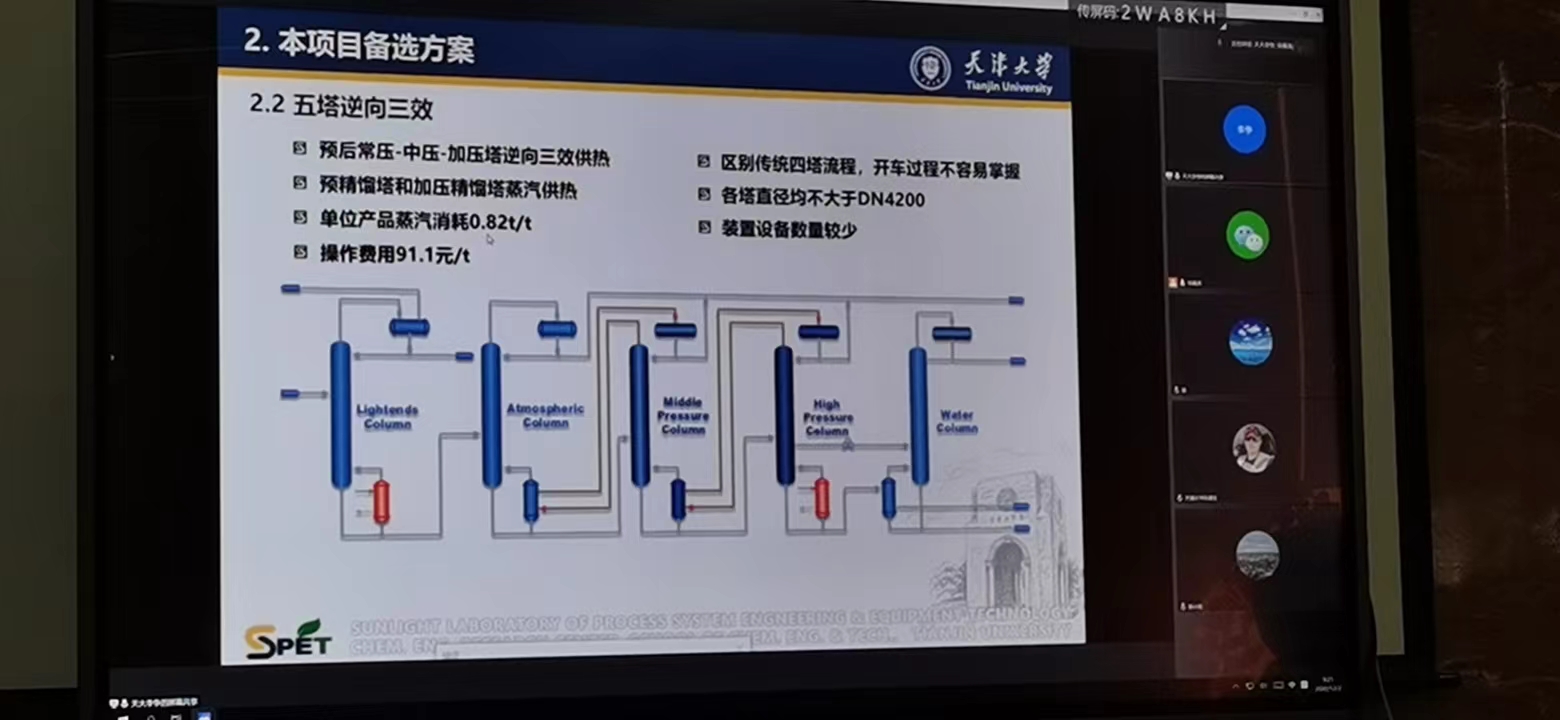 传屏码:2WA8KH
2. 本项目备选方案
天津大学
Tianjin University
2.2 五塔逆向三效
预后常压-中压-加压塔逆向三效供热
预精馏塔和加压精馏塔蒸汽供热
单位产品蒸汽消耗0.82t/t
操作费用91.1元/t
区别传统四塔流程，开车过程不容易掌握
各塔直径均不大于DN4200
装置设备数量较少
Lightends
Column
Atmospheric
Column
Middle
Pressure
Column
High
Pressure
Column
Water
Column
SPET
SUNLIGHT LABORATORY OF PROCESS SYSTEM ENGNEERING & EQUIPMENT TECHNOLOGY
CHEM. EN
EM. ENG. & TECH., TIANJIN UNIVERSITY